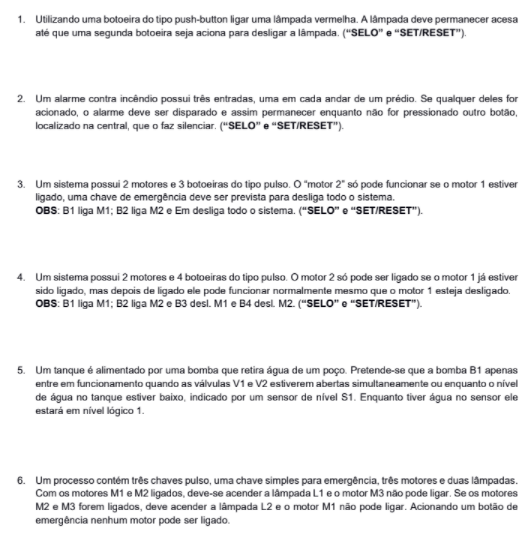 1. Utilizando uma botoeira do tipo push-button ligar uma lâmpada vermelha. A lâmpada deve permanecer acesa
até que uma segunda botoeira seja aciona para desligar a lâmpada. ("SELO" e "SET/RESET").
2. Um alarme contra incêndio possui três entradas, uma em cada andar de um prédio. Se qualquer deles for
acionado, o alarme deve ser disparado e assim permanecer enquanto não for pressionado outro botão,
localizado na central, que o faz silenciar. ("SELO" e "SET/RESET").
3. Um sistema possui 2 motores e 3 botoeiras do tipo pulso. O "motor 2" só pode funcionar se o motor 1 estiver
ligado, uma chave de emergência deve ser prevista para desliga todo o sistema.
OBS: B1 liga M1; B2 liga M2 e Em desliga todo o sistema. ("SELO" e "SET/RESET").
4. Um sistema possui 2 motores e 4 botoeiras do tipo pulso. O motor 2 só pode ser ligado se o motor 1 já estiver
sido ligado, mas depois de ligado ele pode funcionar normalmente mesmo que o motor 1 esteja desligado.
OBS: B1 liga M1; B2 liga M2 e B3 desl. M1 e B4 desl. M2. ("SELO" e "SET/RESET").
5. Um tanque é alimentado por uma bomba que retira água de um poço. Pretende-se que a bomba B1 apenas
entre em funcionamento quando as válvulas V1 e V2 estiverem abertas simultaneamente ou enquanto o nível
de água no tanque estiver baixo, indicado por um sensor de nível S1. Enquanto tiver água no sensor ele
estará em nível lógico 1.
6. Um processo contém três chaves pulso, uma chave simples para emergência, três motores e duas lâmpadas.
Com os motores M1 e M2 ligados, deve-se acender a lâmpada L1 e o motor M3 não pode ligar. Se os motores
M2 e M3 forem ligados, deve acender a lâmpada L2 e o motor M1 não pode ligar. Acionando um botão de
emergência nenhum motor pode ser ligado.